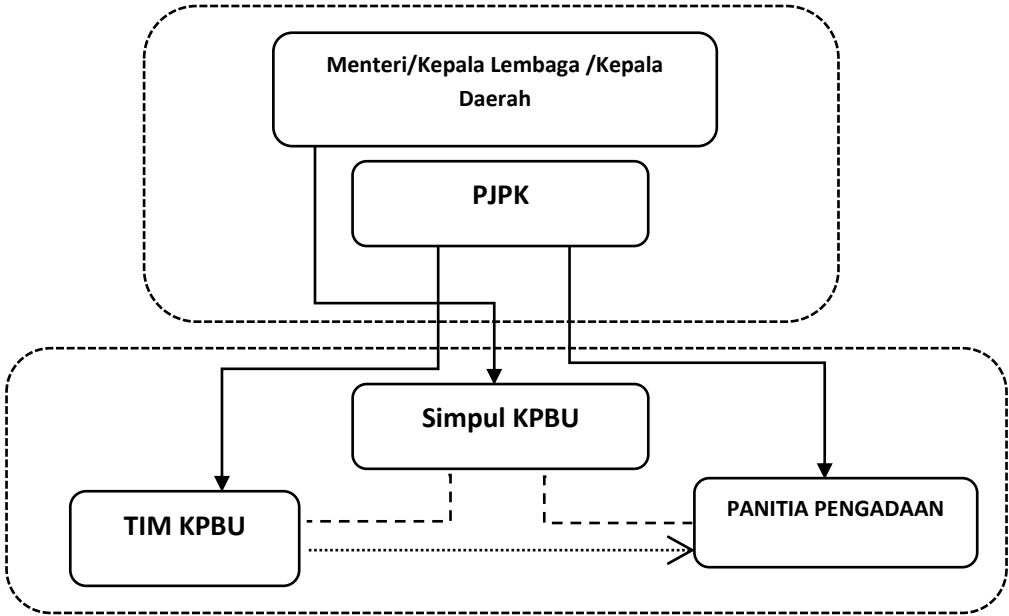 Menteri/Kepala Lembaga /Kepala
Daerah
PJPK
Simpul KPBU
TIM KPBU
PANITIA PENGADAAN